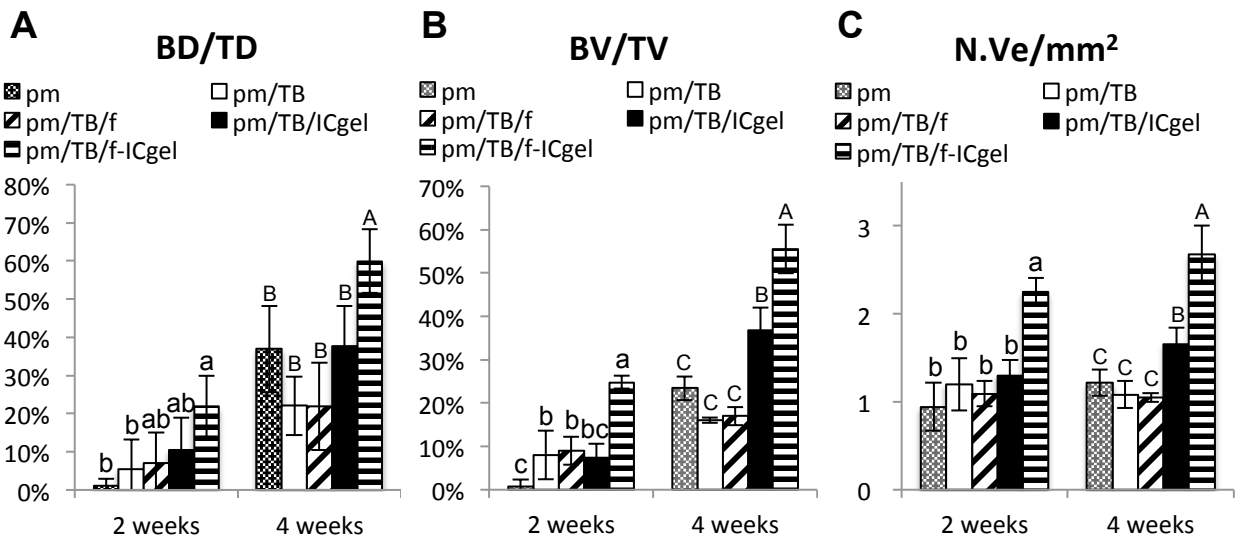 A
BD/TD
pm
pm/TB
pm/TB/f
pm/TB/ICgel
pm/TB/f-ICgel
80%
70%
60%
50%
40%
30%
20%
10%
0%
b
b
ab
ab
a
B
B
B
B
A
2 weeks
4 weeks
B
BV/TV
pm
pm/TB
pm/TB/f
pm/TB/ICgel
pm/TB/f-ICgel
70%
60%
50%
40%
30%
20%
10%
0%
c
b
b
bc
a
C
C
C
B
A
2 weeks
4 weeks
C
N.Ve/mm²
pm
pm/TB
pm/TB/f
pm/TB/ICgel
pm/TB/f-ICgel
3
2
1
0
b
b
b
b
a
C
C
C
B
A
2 weeks
4 weeks